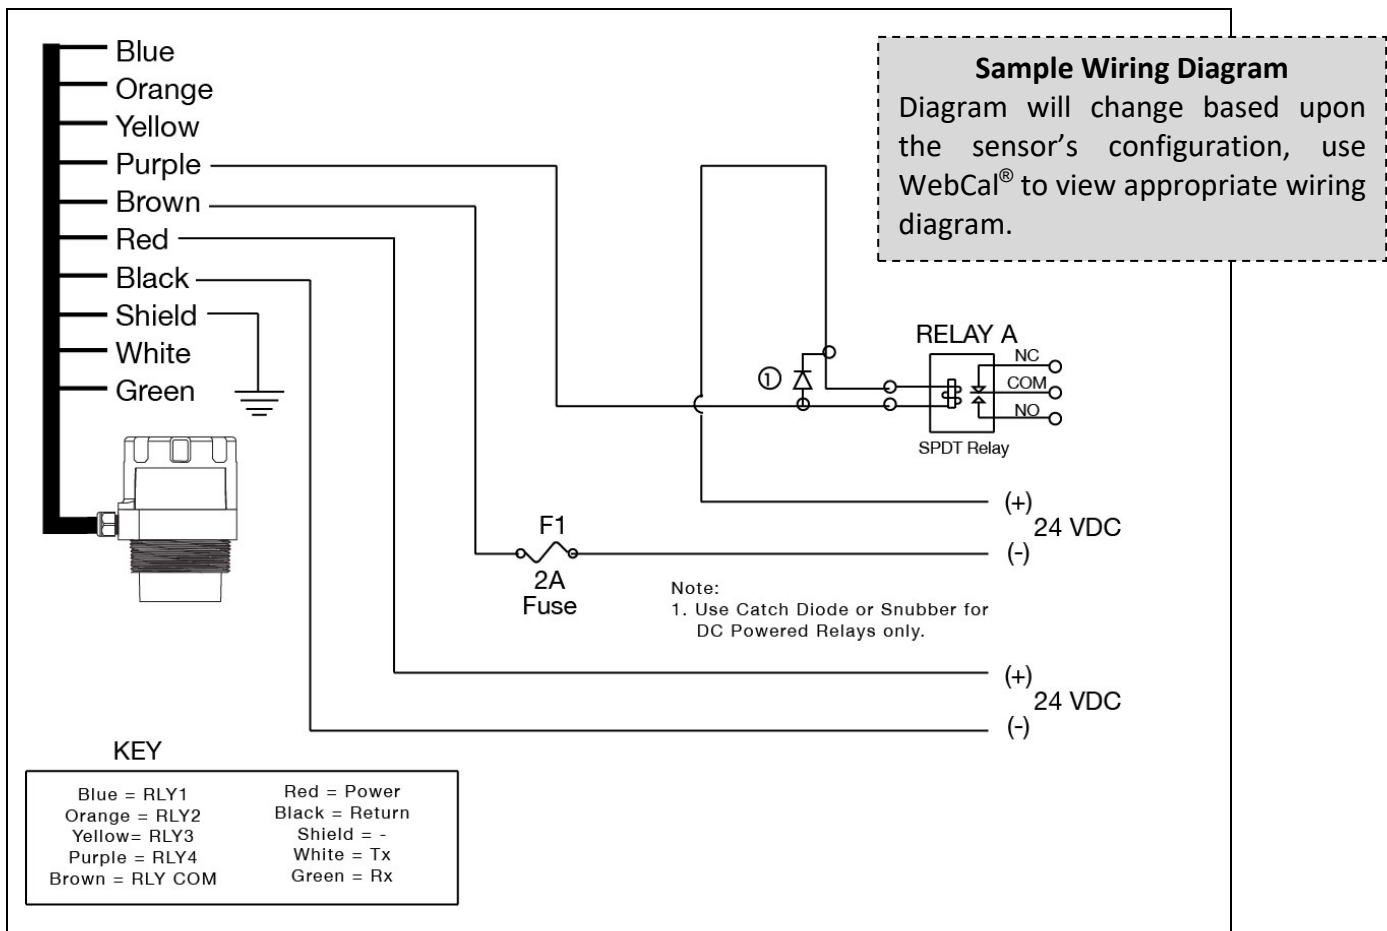 Blue
Orange
Yellow
Purple
Brown
Red
Black
Shield
White
Green
Sample Wiring Diagram
Diagram will change based upon
the sensor's configuration, use
WebCal® to view appropriate wiring
diagram.
RELAY A
NC
COM
NO
SPDT Relay
1
(+)
24 VDC
(-)
F1
2A
Fuse
Note:
1. Use Catch Diode or Snubber for
DC Powered Relays only.
(+)
24 VDC
(-)
KEY
Blue = RLY1
Orange = RLY2
Yellow= RLY3
Purple = RLY4
Brown = RLY COM
Red = Power
Black = Return
Shield = -
White = Tx
Green = Rx